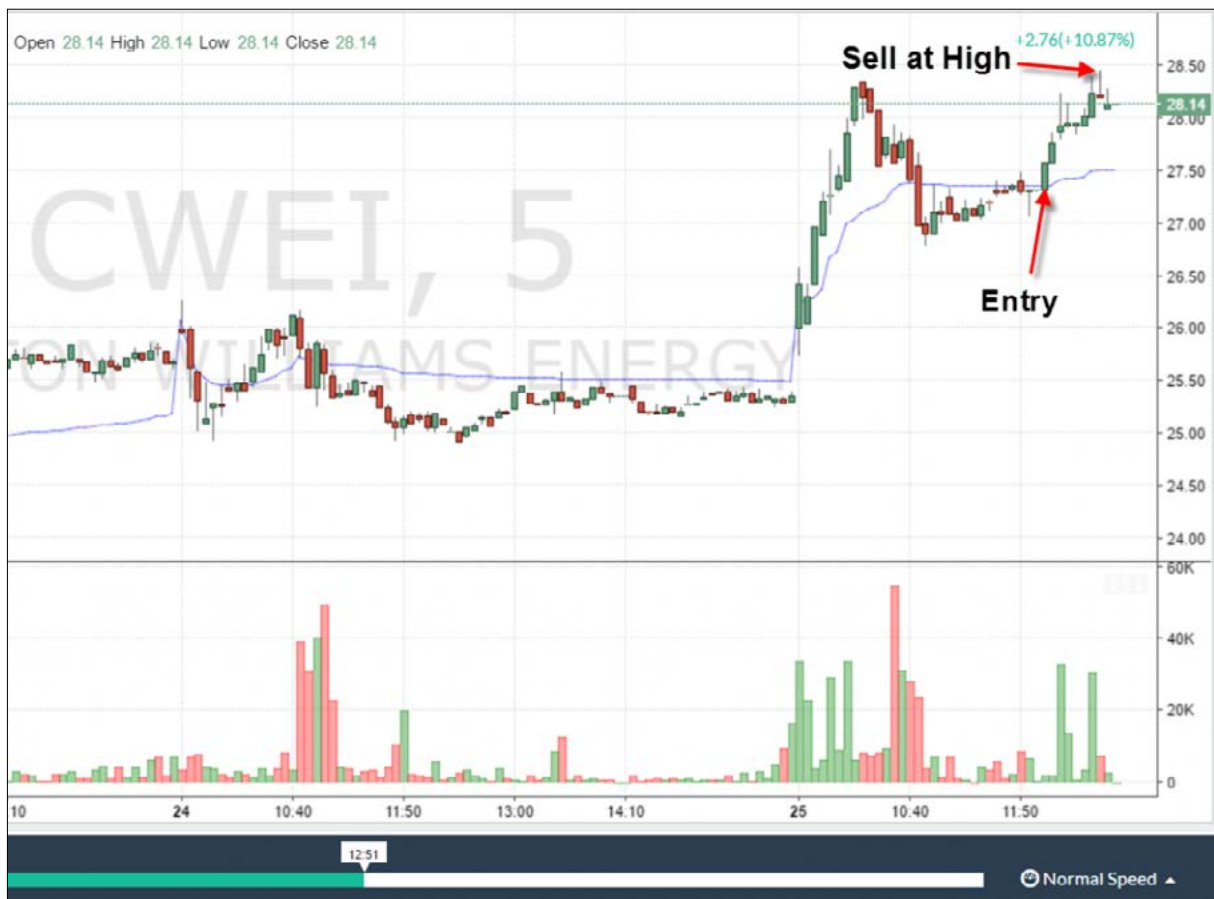 Open 28.14 High 28.14 Low 28.14 Close 28.14
+2.76(+10.87%)
Sell at High
28.50
28.14
28.00
27.50
CWEI, 5
27.00
26.50
Entry
26.00
TON WILLIAMS ENERGY
25.50
25.00
24.50
24.00
60K
40K
20K
0
:10 24 10:40 11:50 13:00 14:10 25 10:40 11:50
12:51
Normal Speed